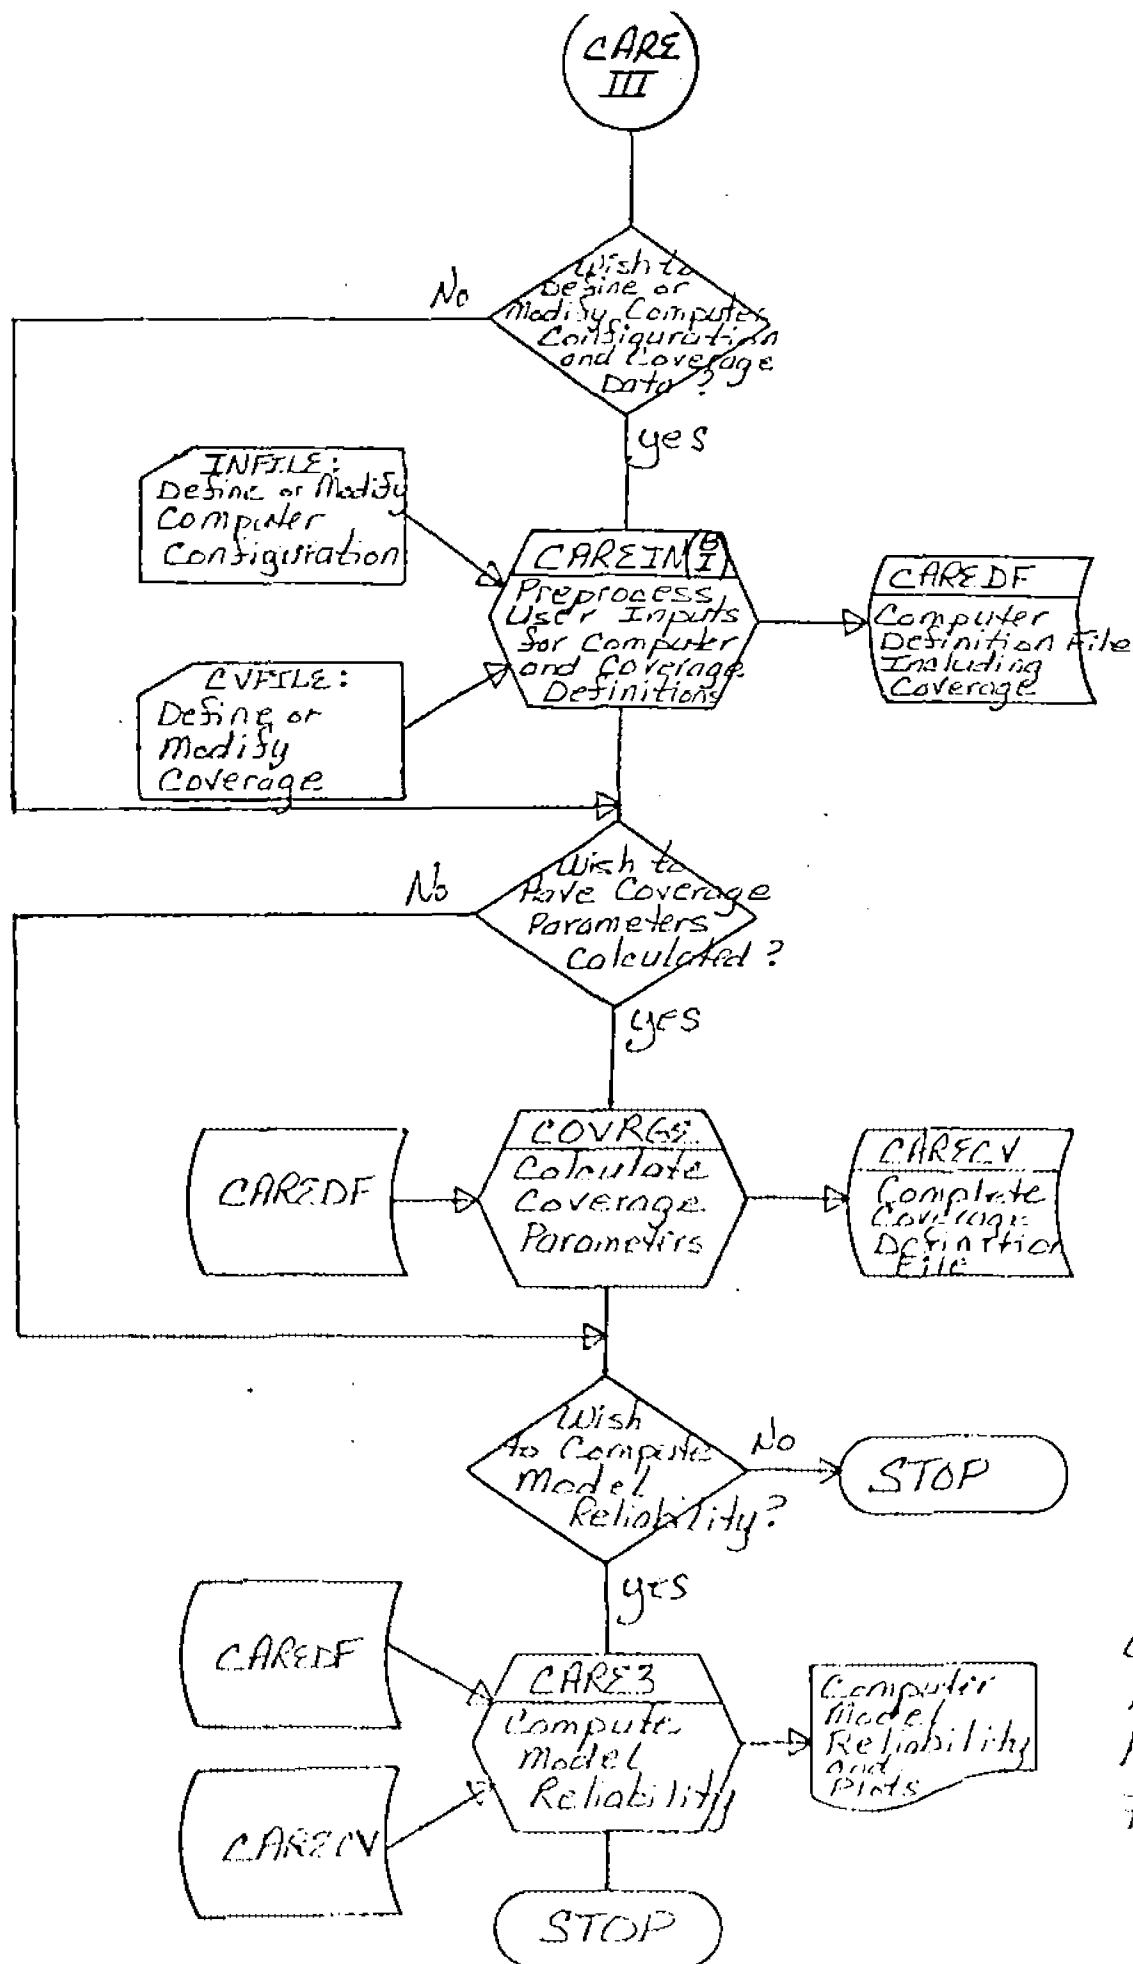 CARE
III
Wish to
Define or
Modify Computer
Configuration
and Coverage
Data?
No
yes
INFILE:
Define or Modify
Computer
Configuration
CAREIN(B
I)
Preprocess
User Inputs
for Computer
and Coverage
Definitions
CAREDF
Computer
Definition File
Including
Coverage
CVFILE:
Define or
Modify
Coverage
Wish to
Have Coverage
Parameters
Calculated?
No
yes
CAREDF
COVRGE
Calculate
Coverage
Parameters
CARECV
Complete
Coverage
Definition
File
Wish
to Compute
Model
Reliability?
No
STOP
yes
CAREDF
CARE3
Compute
Model
Reliability
Computer
Model
Reliability
and
Plots
CARECV
STOP